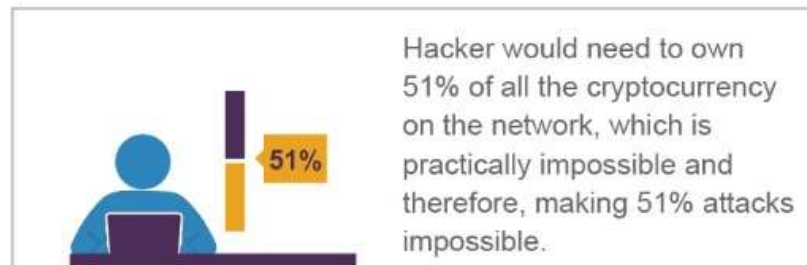 Hacker would need to own
51% of all the cryptocurrency
on the network, which is
practically impossible and
therefore, making 51% attacks
impossible.
51%